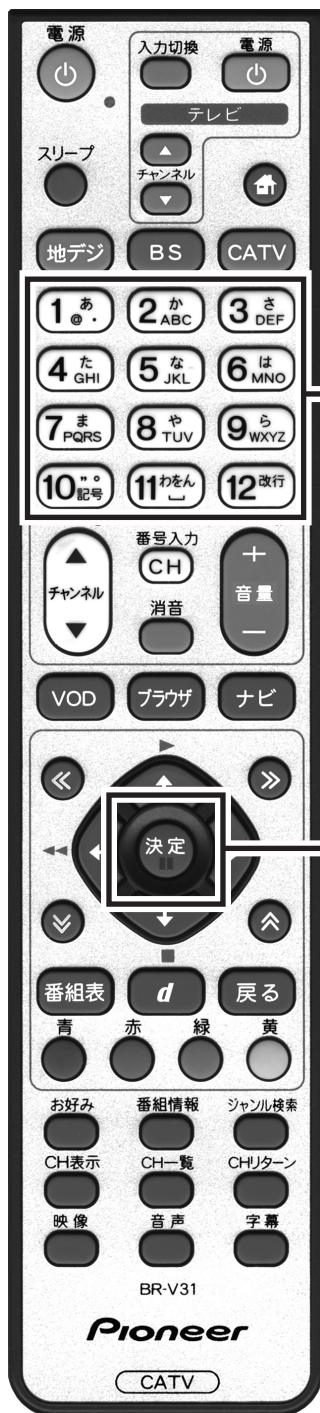 電源
入力切換 電源
テレビ
スリープ
チャンネル
地デジ BS CATV
1 あ @ . 2 か ABC 3 さ DEF
4 た GHI 5 な JKL 6 は MNO
7 ま PQRS 8 や TUV 9 ら WXYZ
10 ゛゜ 記号 11 わをん 12 改行
番号入力
CH
チャンネル
音量
消音
VOD ブラウザ ナビ
決定
番組表 d 戻る
青 赤 緑 黄
お好み 番組情報 ジャンル検索
CH表示 CH一覧 CHリターン
映像 音声 字幕
BR-V31
Pioneer
CATV